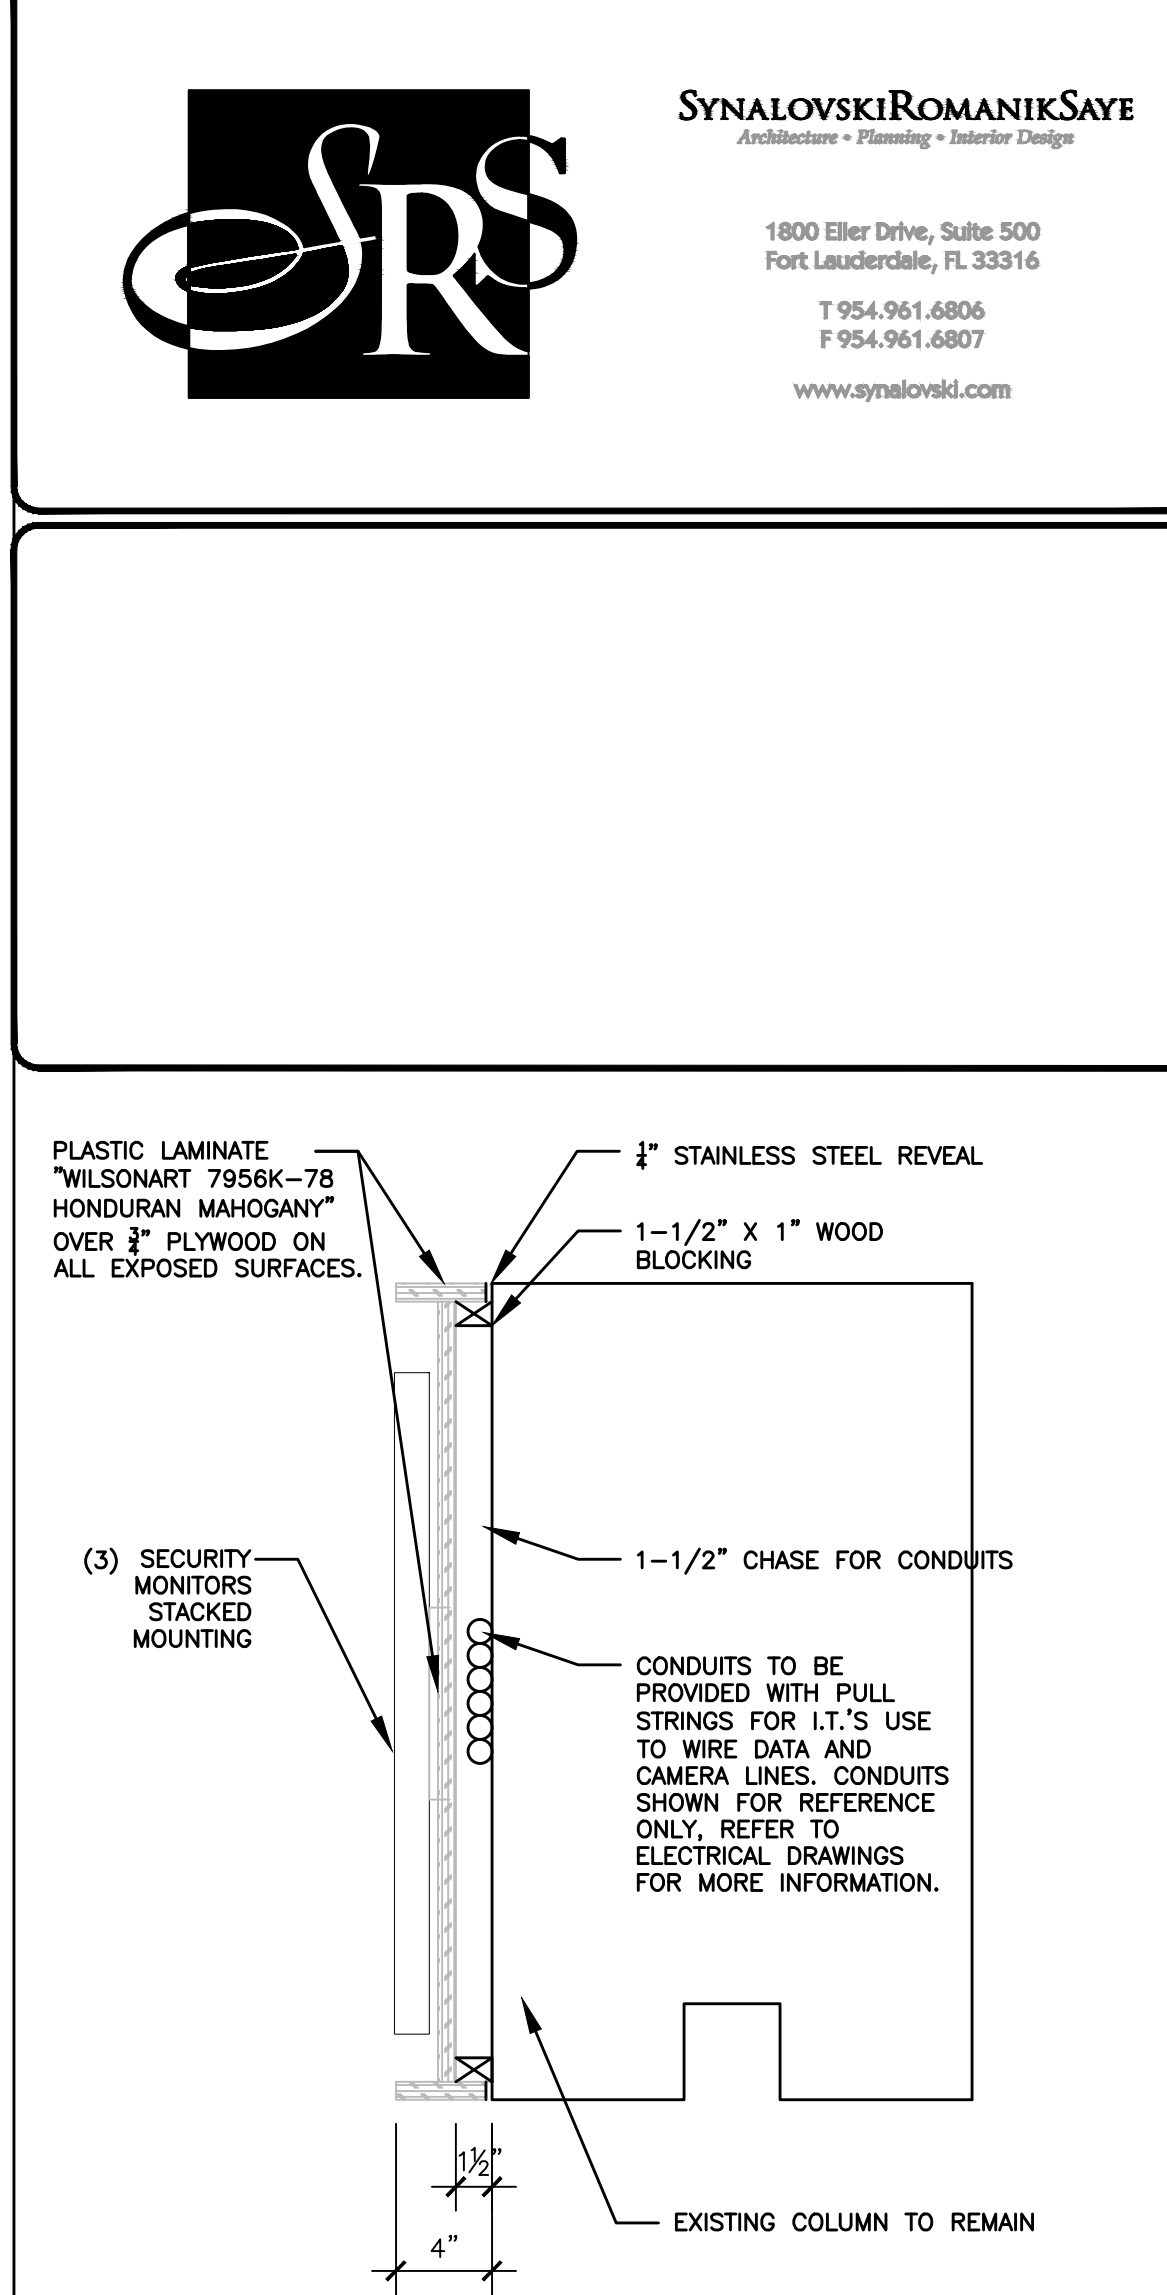 SRS
SYNALOVSKIROMANIKSAYE
Architecture • Planning • Interior Design
1800 Eller Drive, Suite 500
Fort Lauderdale, FL 33316
T 954.961.6806
F 954.961.6807
www.synalovski.com
PLASTIC LAMINATE
"WILSONART 7956K-78
HONDURAN MAHOGANY"
OVER 3/4" PLYWOOD ON
ALL EXPOSED SURFACES.
1/4" STAINLESS STEEL REVEAL
1-1/2" X 1" WOOD
BLOCKING
(3) SECURITY
MONITORS
STACKED
MOUNTING
1-1/2" CHASE FOR CONDUITS
CONDUITS TO BE
PROVIDED WITH PULL
STRINGS FOR I.T.'S USE
TO WIRE DATA AND
CAMERA LINES. CONDUITS
SHOWN FOR REFERENCE
ONLY, REFER TO
ELECTRICAL DRAWINGS
FOR MORE INFORMATION.
1½"
EXISTING COLUMN TO REMAIN
4"